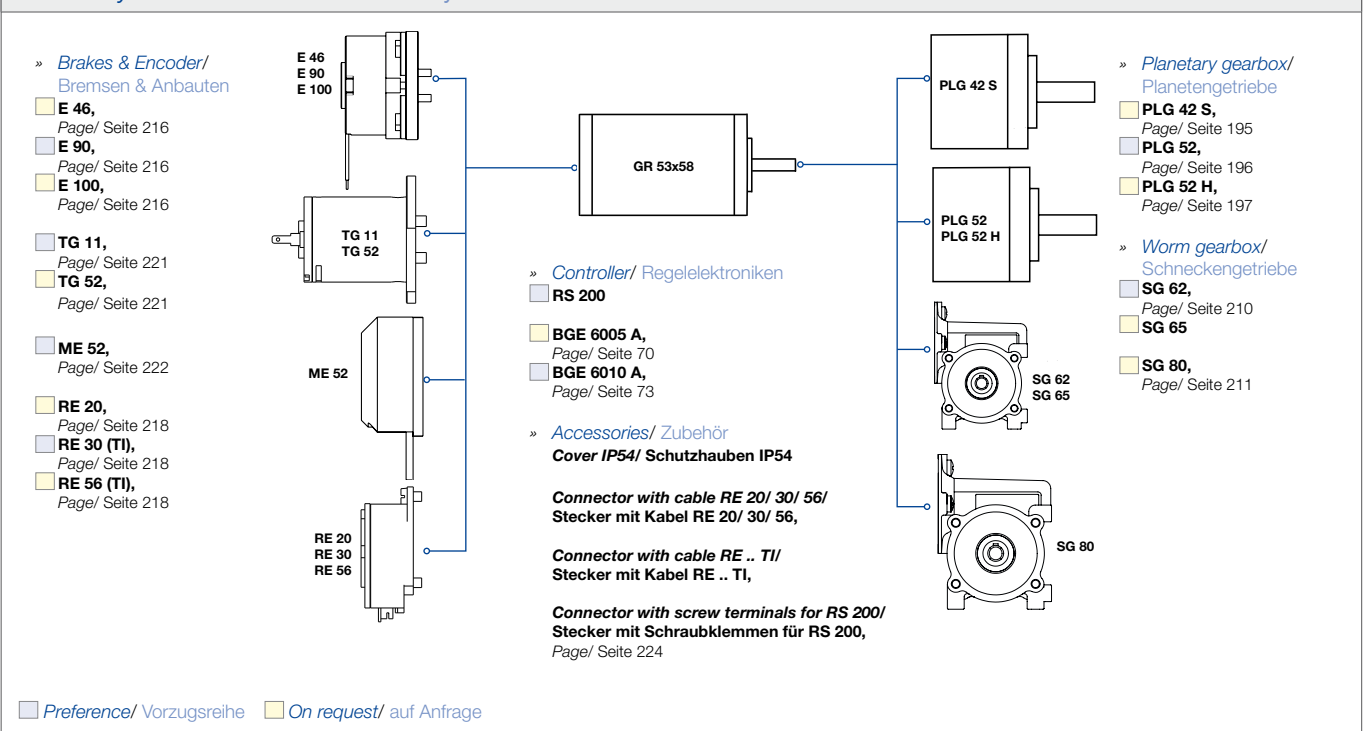 » Brakes & Encoder/
Bremsen & Anbauten
E 46,
Page/ Seite 216
E 90,
Page/ Seite 216
E 100,
Page/ Seite 216
TG 11,
Page/ Seite 221
TG 52,
Page/ Seite 221
ME 52,
Page/ Seite 222
RE 20,
Page/ Seite 218
RE 30 (TI),
Page/ Seite 218
RE 56 (TI),
Page/ Seite 218
E 46
E 90
E 100
TG 11
TG 52
ME 52
RE 20
RE 30
RE 56
GR 53x58
» Controller/ Regelelektroniken
RS 200
BGE 6005 A,
Page/ Seite 70
BGE 6010 A,
Page/ Seite 73
» Accessories/ Zubehör
Cover IP54/ Schutzhauben IP54
Connector with cable RE 20/ 30/ 56/
Stecker mit Kabel RE 20/ 30/ 56,
Connector with cable RE .. TI/
Stecker mit Kabel RE .. TI,
Connector with screw terminals for RS 200/
Stecker mit Schraubklemmen für RS 200,
Page/ Seite 224
PLG 42 S
PLG 52
PLG 52 H
SG 62
SG 65
SG 80
» Planetary gearbox/
Planetengetriebe
PLG 42 S,
Page/ Seite 195
PLG 52,
Page/ Seite 196
PLG 52 H,
Page/ Seite 197
» Worm gearbox/
Schneckengetriebe
SG 62,
Page/ Seite 210
SG 65
SG 80,
Page/ Seite 211
Preference/ Vorzugsreihe On request/ auf Anfrage